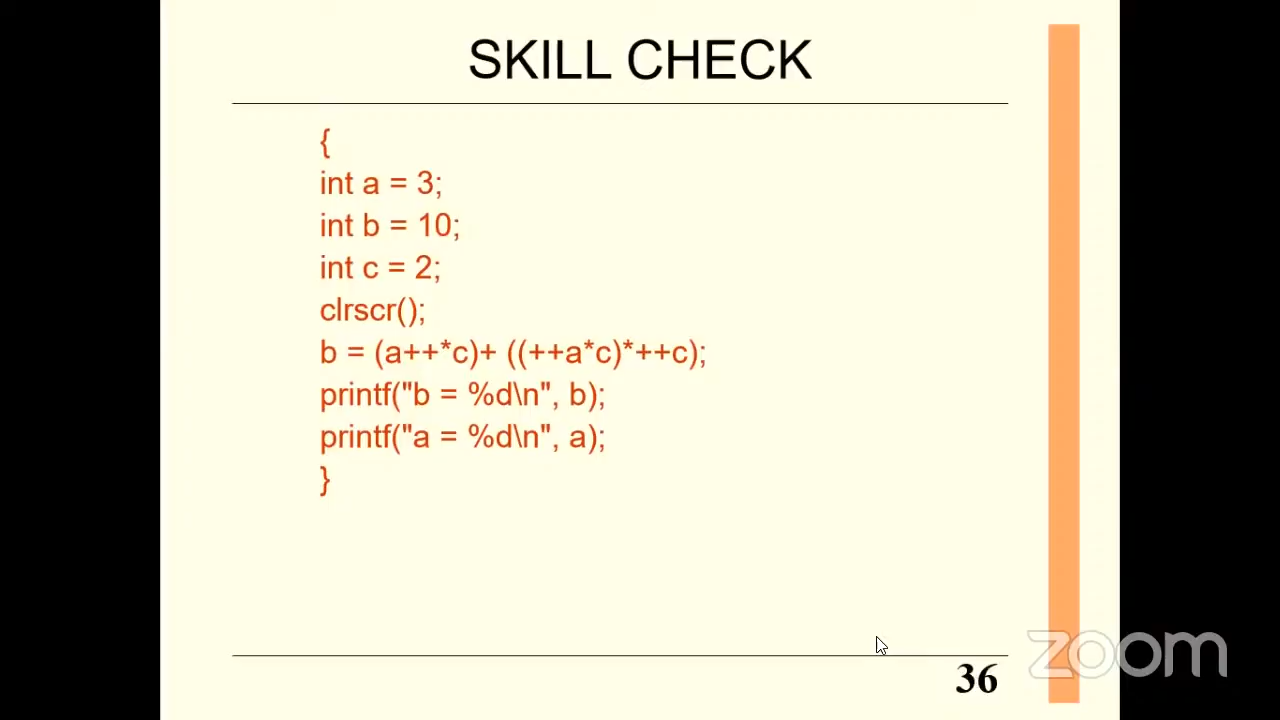 SKILL CHECK
{
int a = 3;
int b = 10;
int c = 2;
clrscr();
b = (a++*c)+ ((++a*c)*++c);
printf("b = %d\n", b);
printf("a = %d\n", a);
}
zoom
36